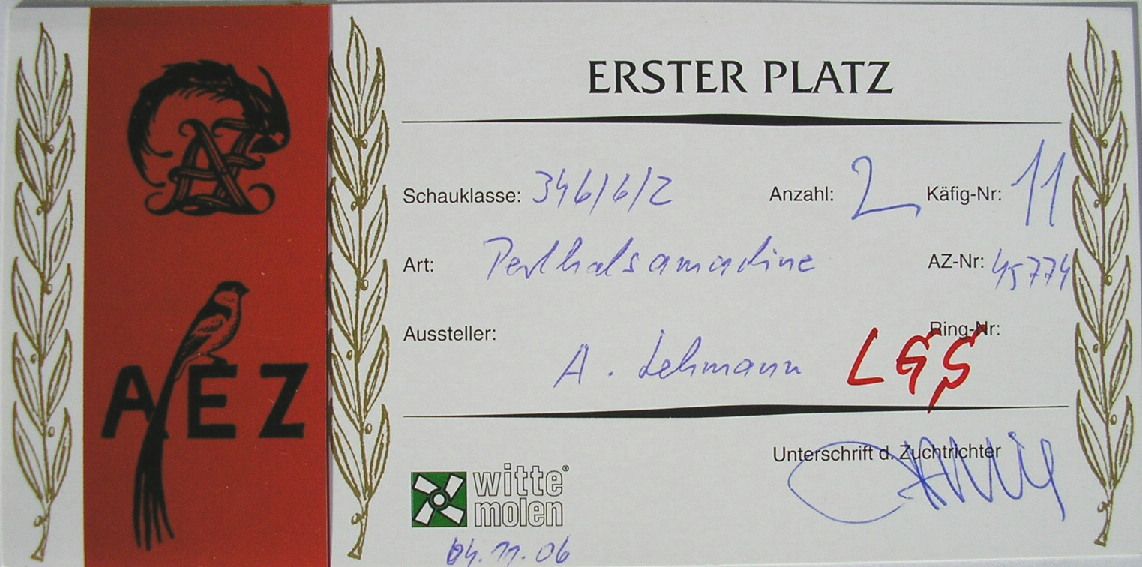 AZ
AEZ
ERSTER PLATZ
Schauklasse: 346/6/2 Anzahl: 2 Käfig-Nr: 11
Art: Perlhalsamadine AZ-Nr: 45774
Aussteller: Ring-Nr:
A. Lehmann LGS
Unterschrift d. Zuchtrichter
witte®
molen
04.11.06